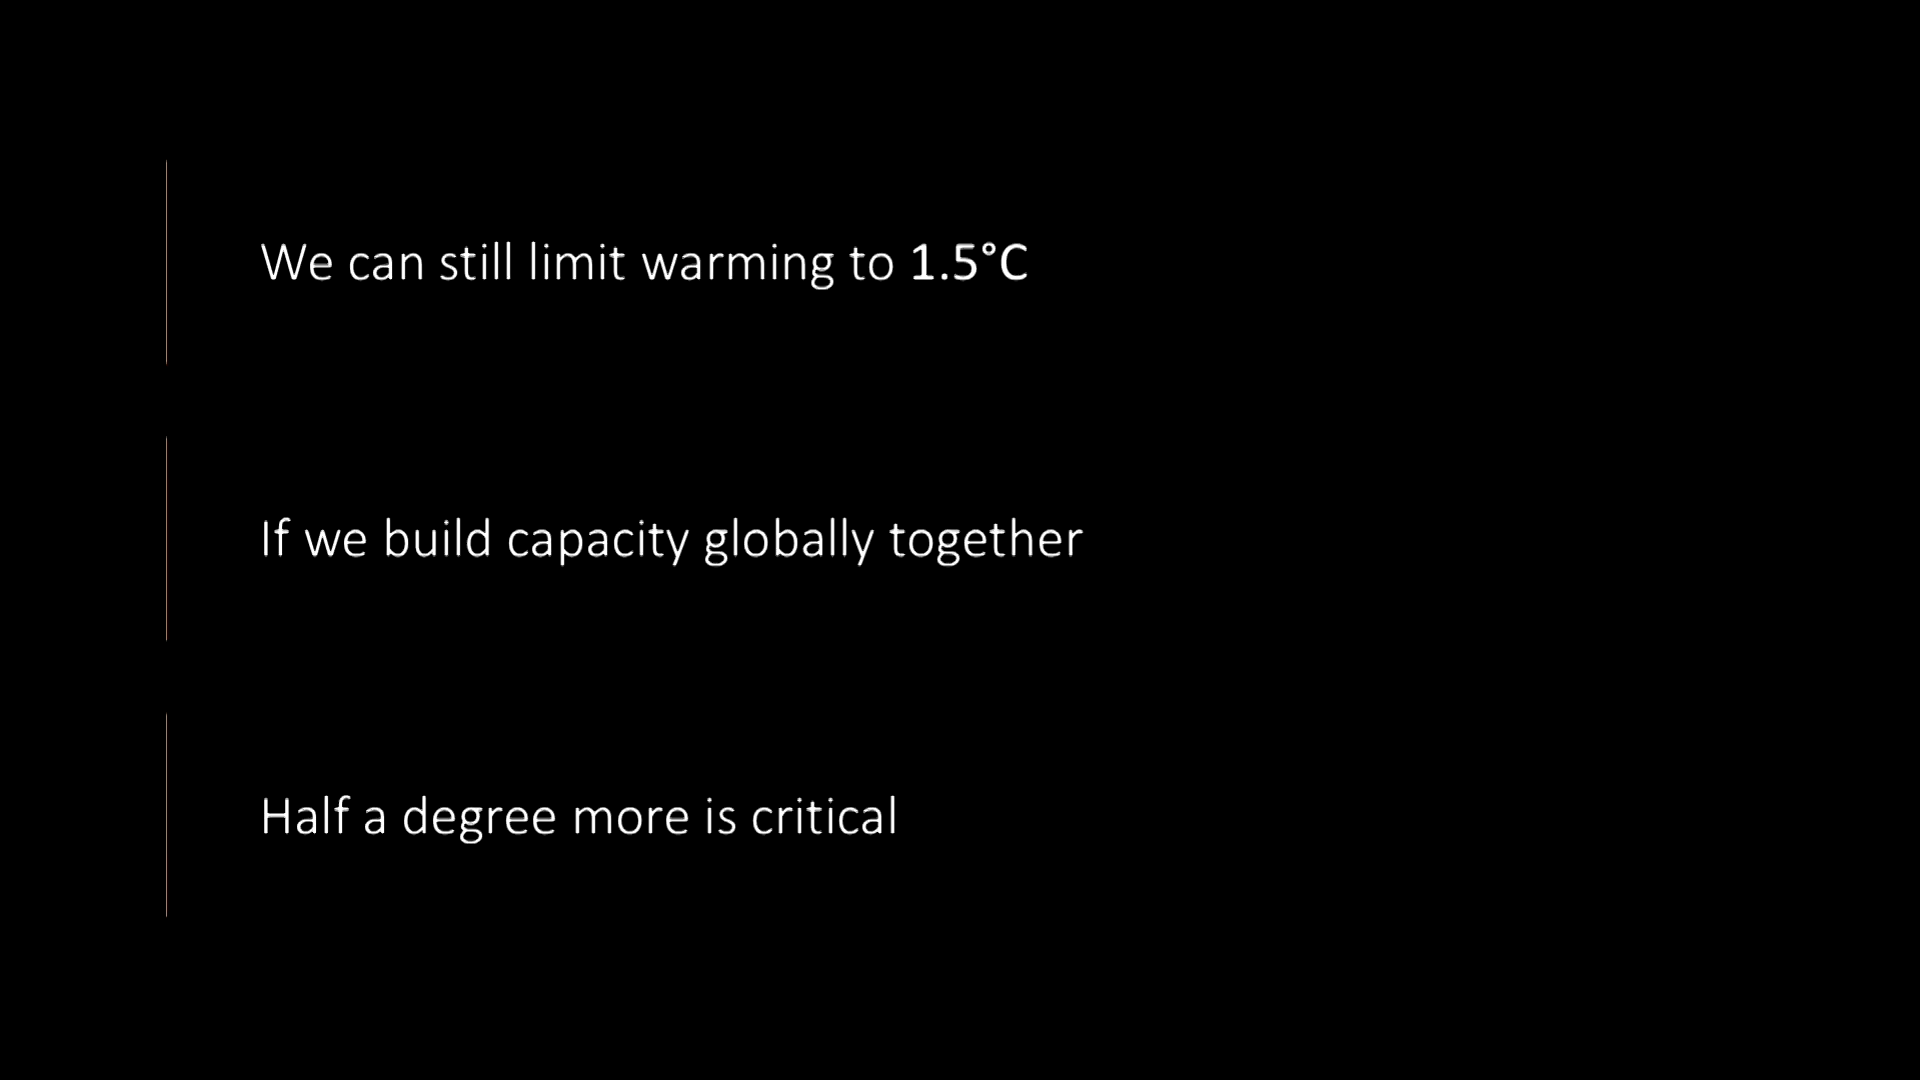 We can still limit warming to 1.5°C
If we build capacity globally together
Half a degree more is critical